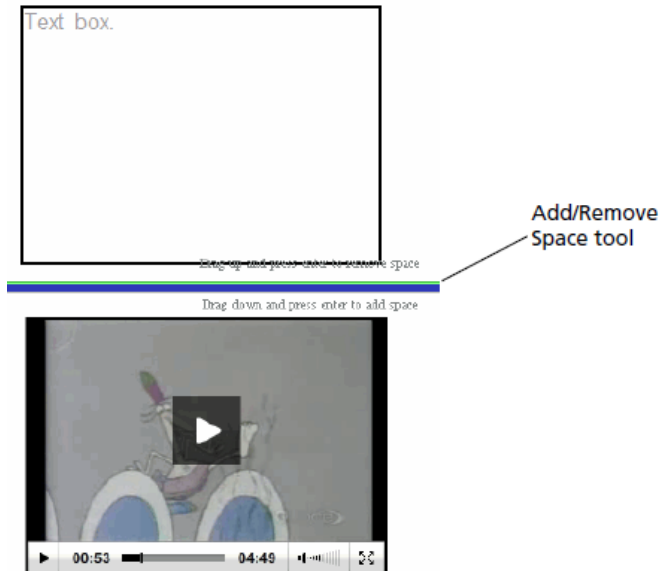 Text box.
Add/Remove
Space tool
Drag up and press enter to remove space
Drag down and press enter to add space
00:53
04:49